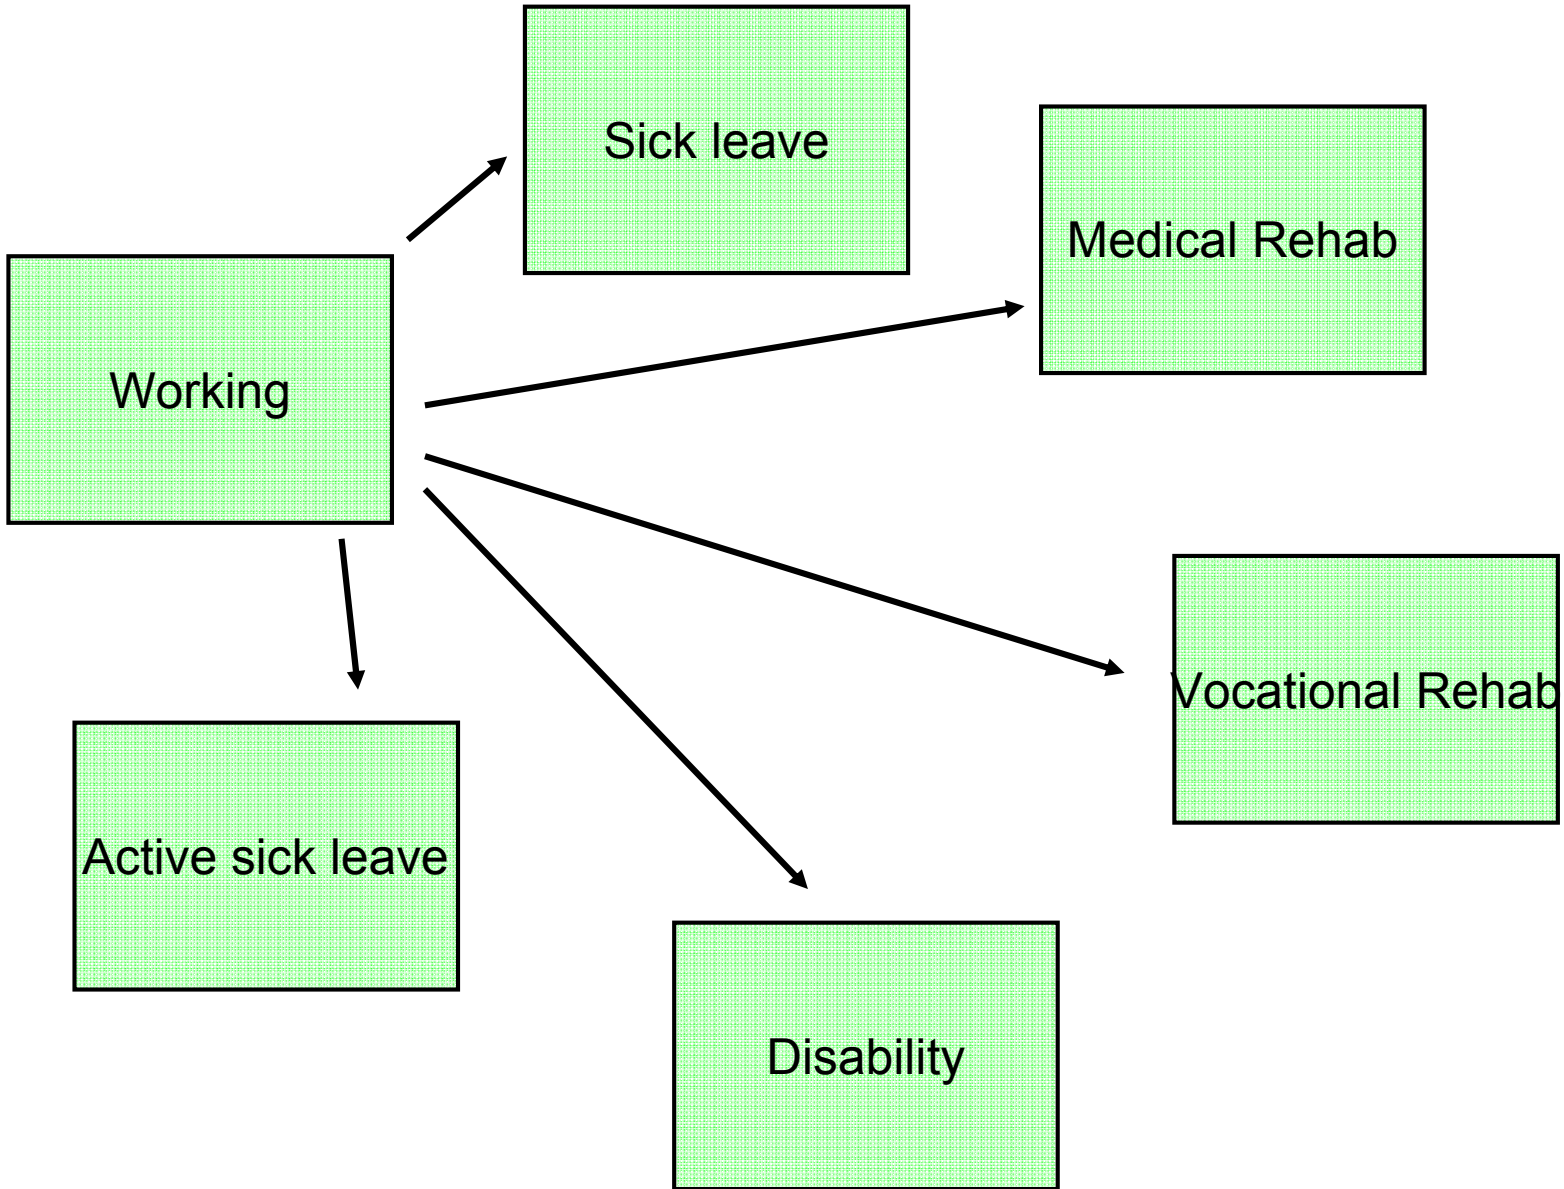 Sick leave
Medical Rehab
Working
Vocational Rehab
Active sick leave
Disability